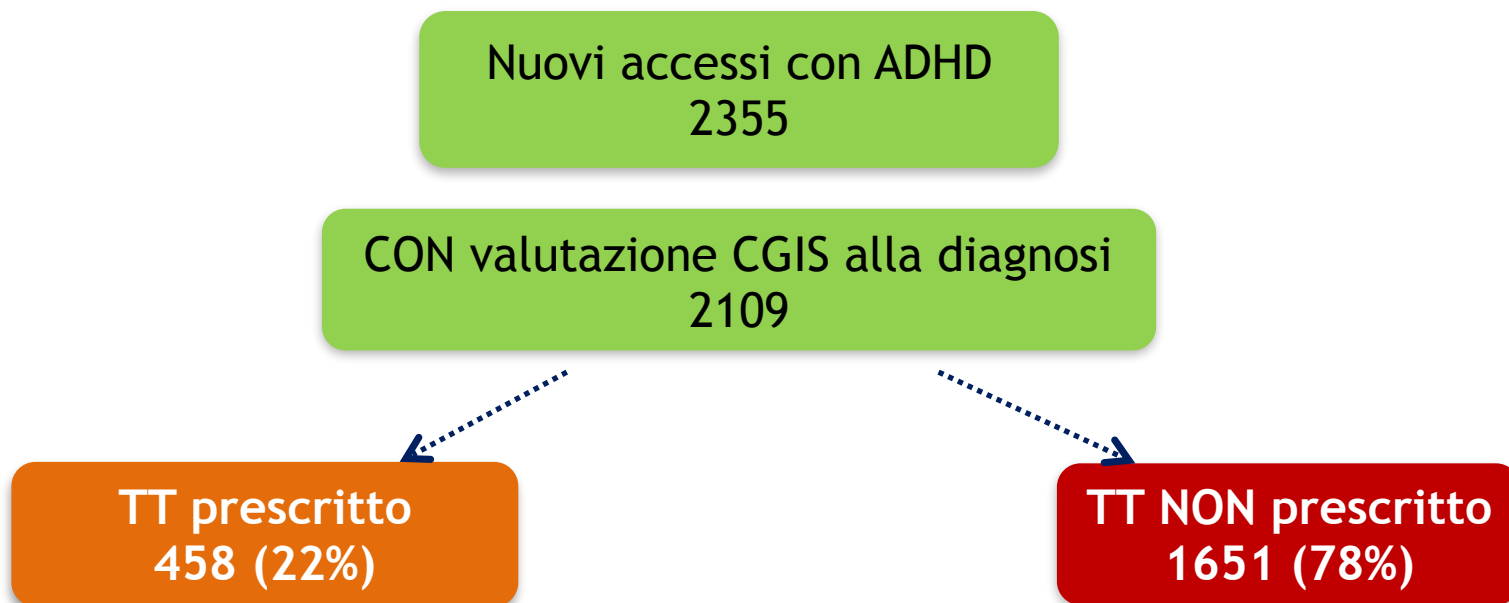 Nuovi accessi con ADHD
2355
CON valutazione CGIS alla diagnosi
2109
TT prescritto
458 (22%)
TT NON prescritto
1651 (78%)